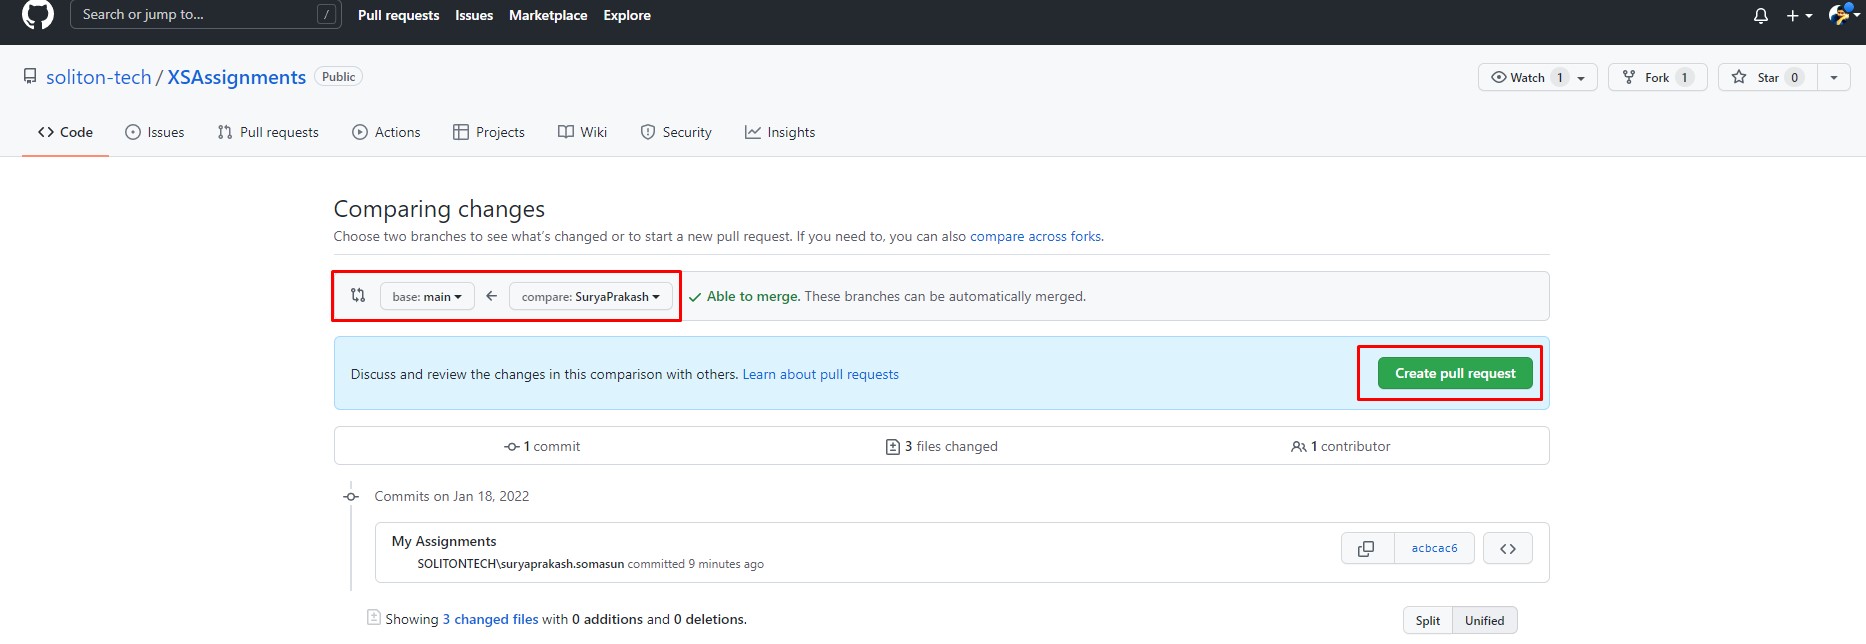 Search or jump to... / Pull requests Issues Marketplace Explore
soliton-tech / XSAssignments Public Watch 1 Fork 1 Star 0
Code Issues Pull requests Actions Projects Wiki Security Insights
Comparing changes
Choose two branches to see what's changed or to start a new pull request. If you need to, you can also compare across forks.
base: main compare: SuryaPrakash Able to merge. These branches can be automatically merged.
Discuss and review the changes in this comparison with others. Learn about pull requests Create pull request
1 commit 3 files changed 1 contributor
Commits on Jan 18, 2022
My Assignments
SOLITONTECH\suryaprakash.somasun committed 9 minutes ago acbcac6
Showing 3 changed files with 0 additions and 0 deletions. Split Unified